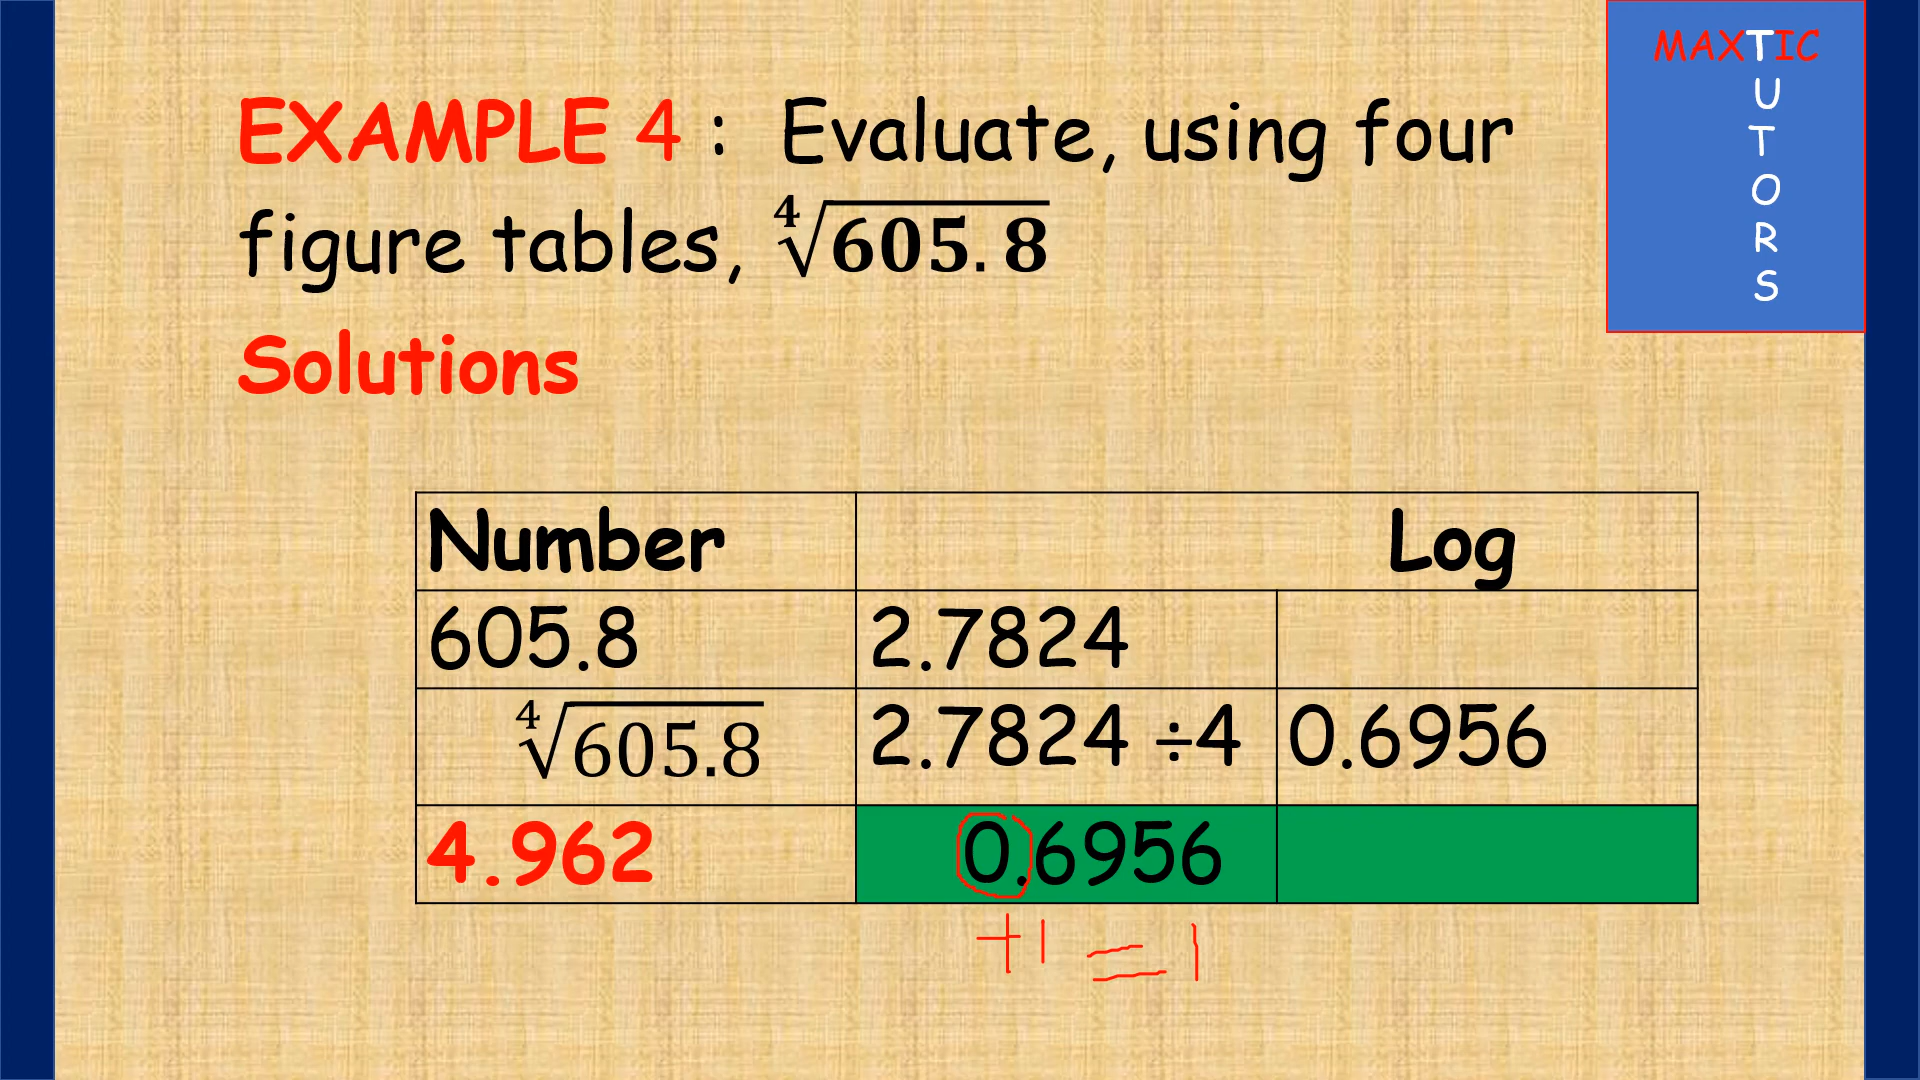 MAXTIC
U
T
O
R
S
EXAMPLE 4 : Evaluate, using four
figure tables, ∜605.8
Solutions
Number Log
605.8 2.7824
∜605.8 2.7824 ÷4 0.6956
4.962 0.6956
+1 = 1